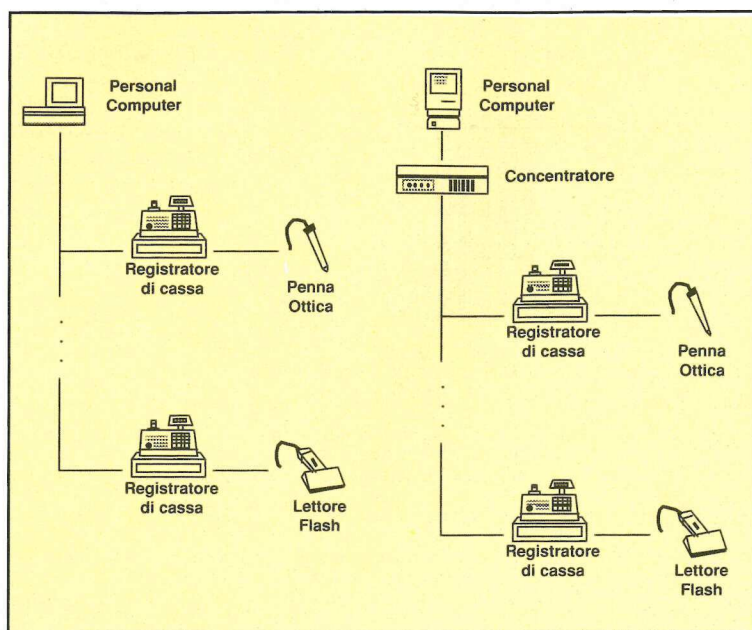 Personal
Computer
Registratore
di cassa
Penna
Ottica
Registratore
di cassa
Lettore
Flash
Personal
Computer
Concentratore
Registratore
di cassa
Penna
Ottica
Registratore
di cassa
Lettore
Flash